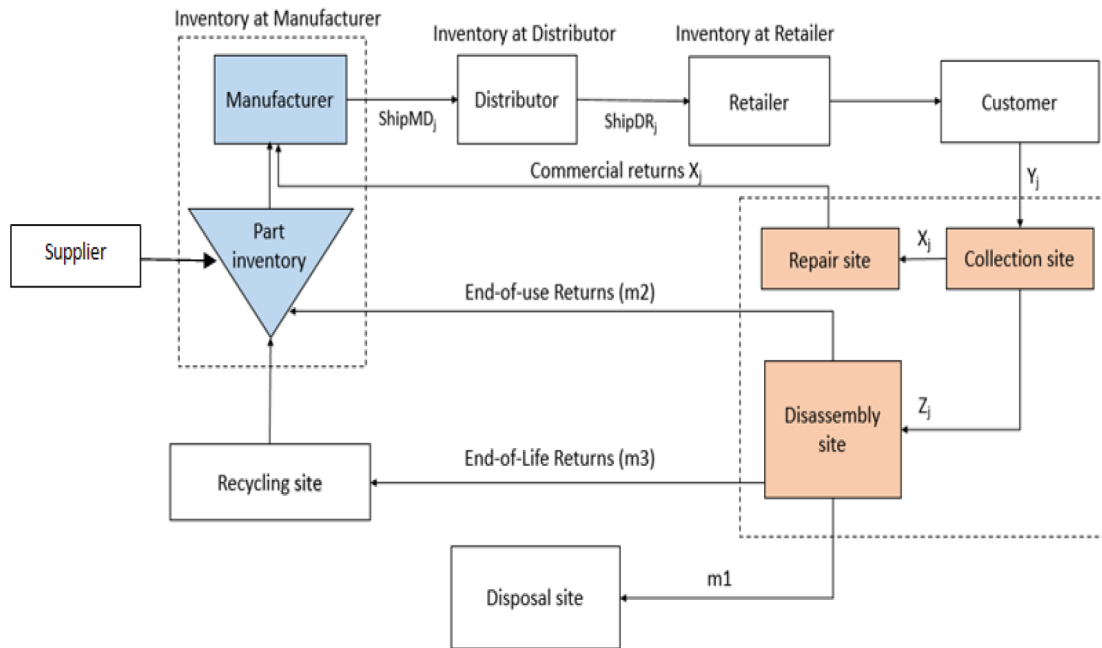 Inventory at Manufacturer
Inventory at Distributor
Inventory at Retailer
Manufacturer
ShipMDj
Distributor
ShipDRj
Retailer
Customer
Commercial returns Xj
Yj
Supplier
Part
inventory
Repair site
Xj
Collection site
End-of-use Returns (m2)
Disassembly
site
Zj
End-of-Life Returns (m3)
Recycling site
Disposal site
m1